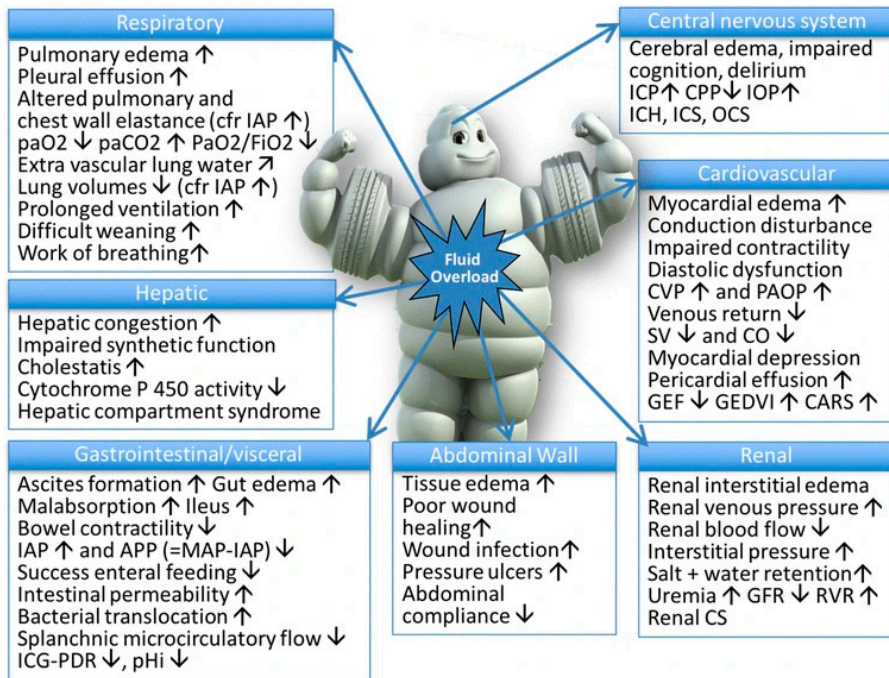 Respiratory
Pulmonary edema ↑
Pleural effusion ↑
Altered pulmonary and
chest wall elastance (cfr IAP ↑)
paO2 ↓ paCO2 ↑ PaO2/FiO2 ↓
Extra vascular lung water ↗
Lung volumes ↓ (cfr IAP ↑)
Prolonged ventilation ↑
Difficult weaning ↑
Work of breathing↑
Central nervous system
Cerebral edema, impaired
cognition, delirium
ICP↑ CPP↓ IOP↑
ICH, ICS, OCS
Fluid
Overload
Cardiovascular
Myocardial edema ↑
Conduction disturbance
Impaired contractility
Diastolic dysfunction
CVP ↑ and PAOP ↑
Venous return ↓
SV ↓ and CO ↓
Myocardial depression
Pericardial effusion ↑
GEF ↓ GEDVI ↑ CARS ↑
Hepatic
Hepatic congestion ↑
Impaired synthetic function
Cholestatis ↑
Cytochrome P 450 activity ↓
Hepatic compartment syndrome
Gastrointestinal/visceral
Ascites formation ↑ Gut edema ↑
Malabsorption ↑ Ileus ↑
Bowel contractility ↓
IAP ↑ and APP (=MAP-IAP) ↓
Success enteral feeding ↓
Intestinal permeability ↑
Bacterial translocation ↑
Splanchnic microcirculatory flow ↓
ICG-PDR ↓, pHi ↓
Abdominal Wall
Tissue edema ↑
Poor wound
healing↑
Wound infection↑
Pressure ulcers ↑
Abdominal
compliance ↓
Renal
Renal interstitial edema
Renal venous pressure ↑
Renal blood flow ↓
Interstitial pressure ↑
Salt + water retention↑
Uremia ↑ GFR ↓ RVR ↑
Renal CS